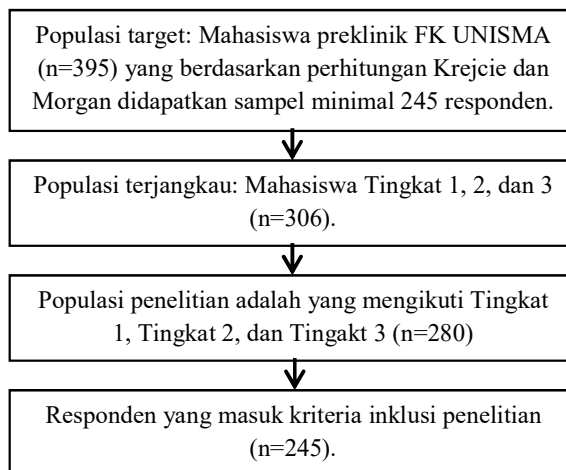 Populasi target: Mahasiswa preklinik FK UNISMA
(n=395) yang berdasarkan perhitungan Krejcie dan
Morgan didapatkan sampel minimal 245 responden.
Populasi terjangkau: Mahasiswa Tingkat 1, 2, dan 3
(n=306).
Populasi penelitian adalah yang mengikuti Tingkat
1, Tingkat 2, dan Tingakt 3 (n=280)
Responden yang masuk kriteria inklusi penelitian
(n=245).